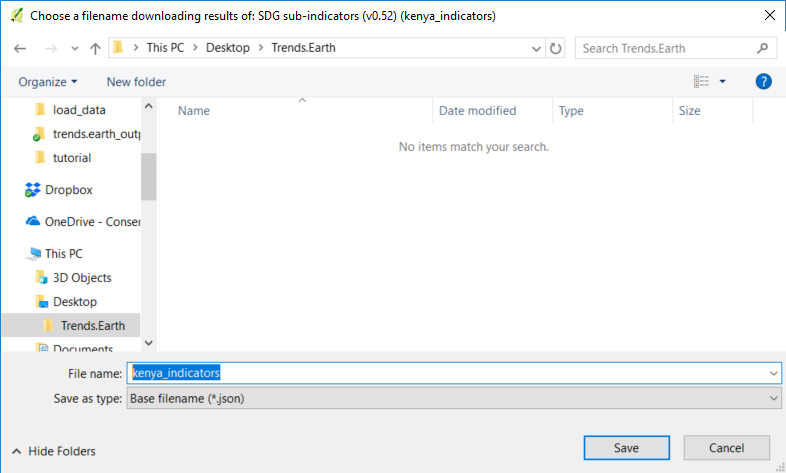 Choose a filename downloading results of: SDG sub-indicators (v0.52) (kenya_indicators)
This PC > Desktop > Trends.Earth
Search Trends.Earth
Organize
New folder
?
load_data
trends.earth_outp
tutorial
Dropbox
OneDrive - Conser
This PC
3D Objects
Desktop
Trends.Earth
Documents
Name
Date modified
Type
Size
No items match your search.
File name:
kenya_indicators
Save as type:
Base filename (*.json)
Hide Folders
Save
Cancel